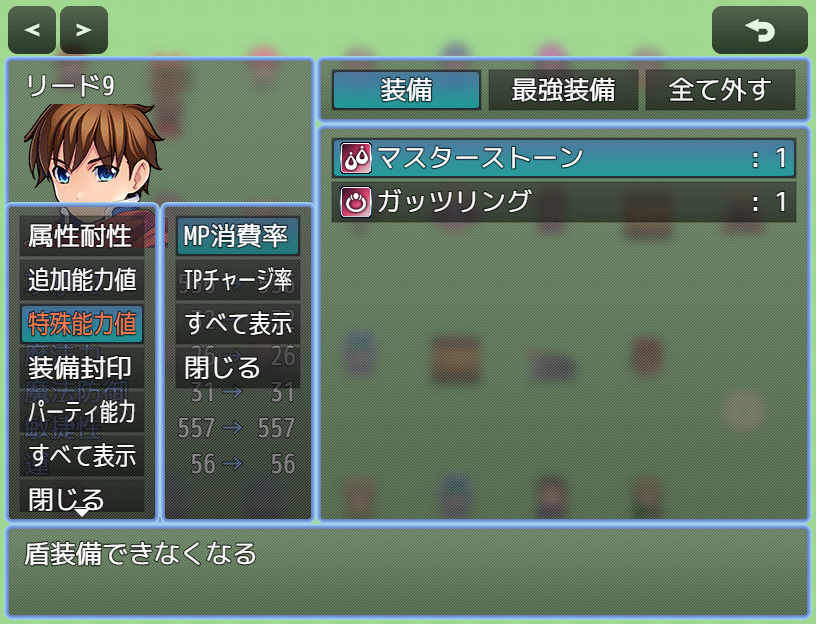 < >
リード9
装備 最強装備 全て外す
マスターストーン : 1
ガッツリング : 1
属性耐性
追加能力値
特殊能力値
装備封印
パーティ能力
すべて表示
閉じる
MP消費率
TPチャージ率
すべて表示
閉じる
26
31 → 31
557 → 557
56 → 56
盾装備できなくなる